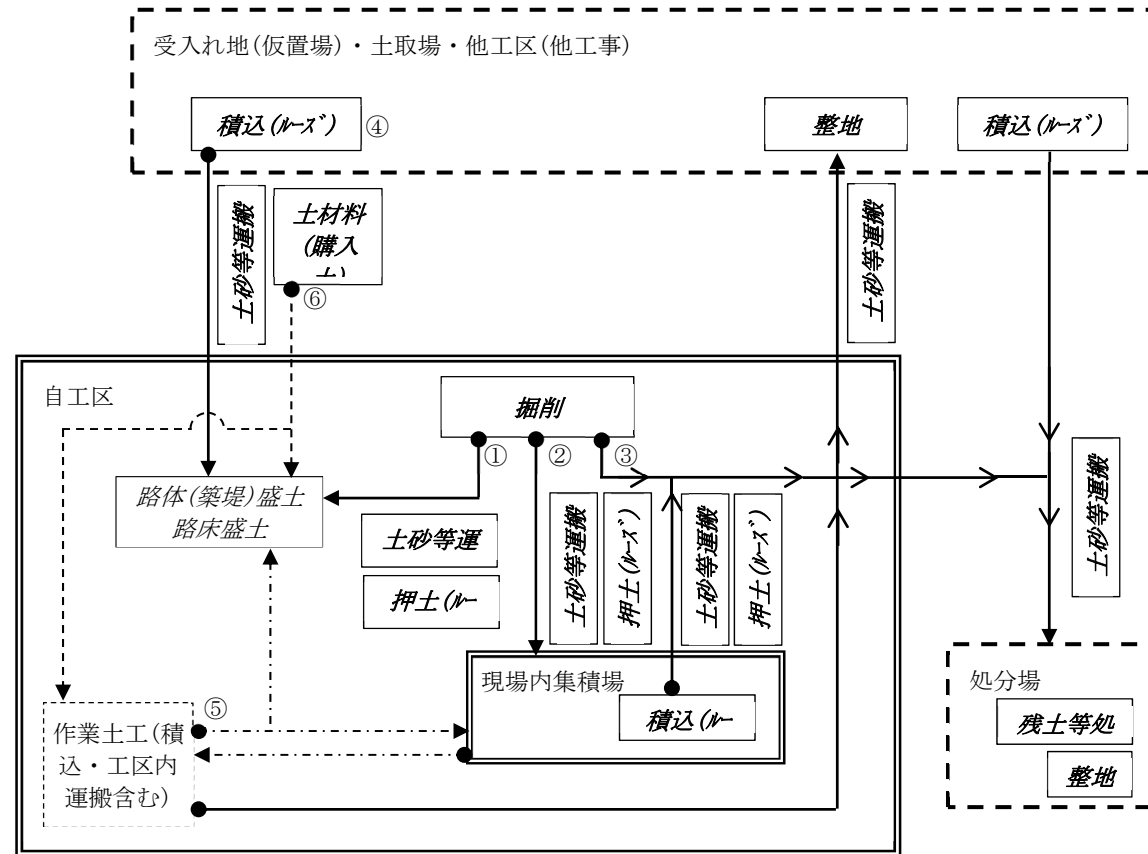 受入れ地(仮置場)・土取場・他工区(他工事)
積込(ﾙｰｽﾞ)
④
整地
積込(ﾙｰｽﾞ)
土砂等運搬
土材料
(購入
⑥
土砂等運搬
自工区
掘削
①
②
③
路体(築堤)盛土
路床盛土
土砂等運
押土(ﾙｰ
土砂等運搬
押土(ﾙｰｽﾞ)
土砂等運搬
押土(ﾙｰｽﾞ)
土砂等運搬
現場内集積場
積込(ﾙｰ
⑤
作業土工(積
込・工区内
運搬含む)
処分場
残土等処
整地